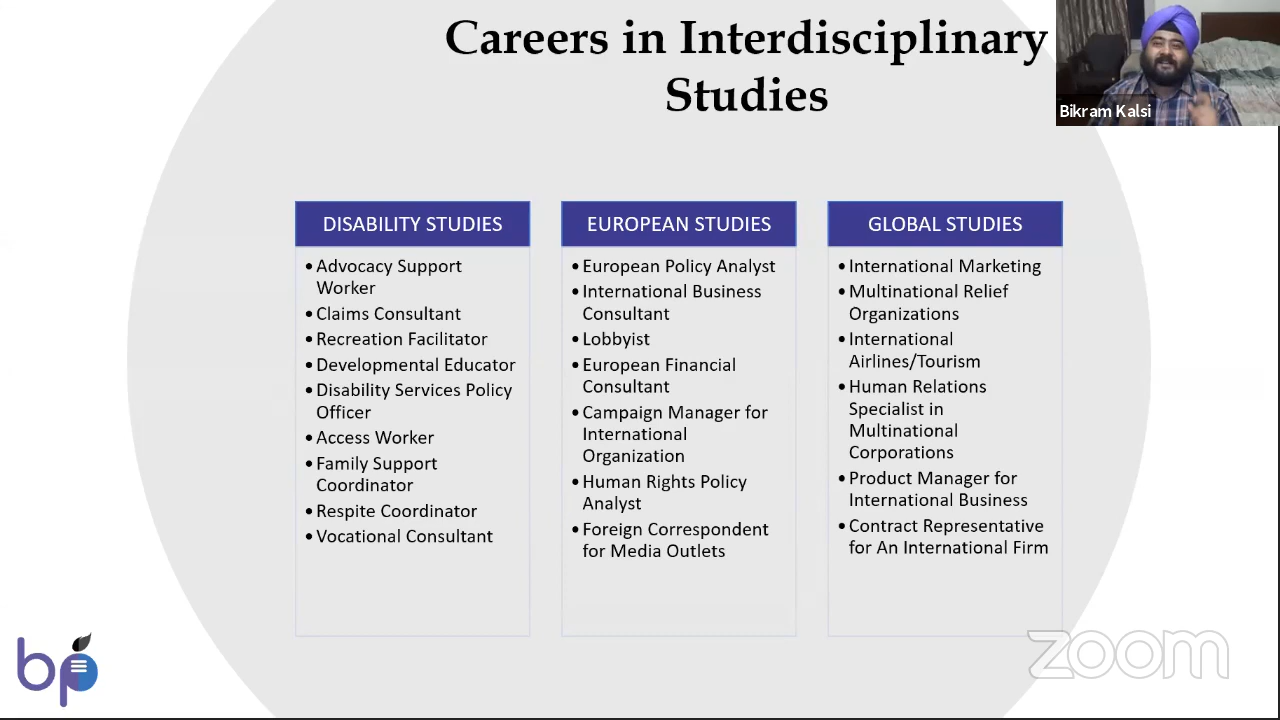 Careers in Interdisciplinary
Studies
Bikram Kalsi
DISABILITY STUDIES
• Advocacy Support
Worker
• Claims Consultant
• Recreation Facilitator
• Developmental Educator
• Disability Services Policy
Officer
• Access Worker
• Family Support
Coordinator
• Respite Coordinator
• Vocational Consultant
EUROPEAN STUDIES
• European Policy Analyst
• International Business
Consultant
• Lobbyist
• European Financial
Consultant
• Campaign Manager for
International
Organization
• Human Rights Policy
Analyst
• Foreign Correspondent
for Media Outlets
GLOBAL STUDIES
• International Marketing
• Multinational Relief
Organizations
• International
Airlines/Tourism
• Human Relations
Specialist in
Multinational
Corporations
• Product Manager for
International Business
• Contract Representative
for An International Firm
bp
zoom